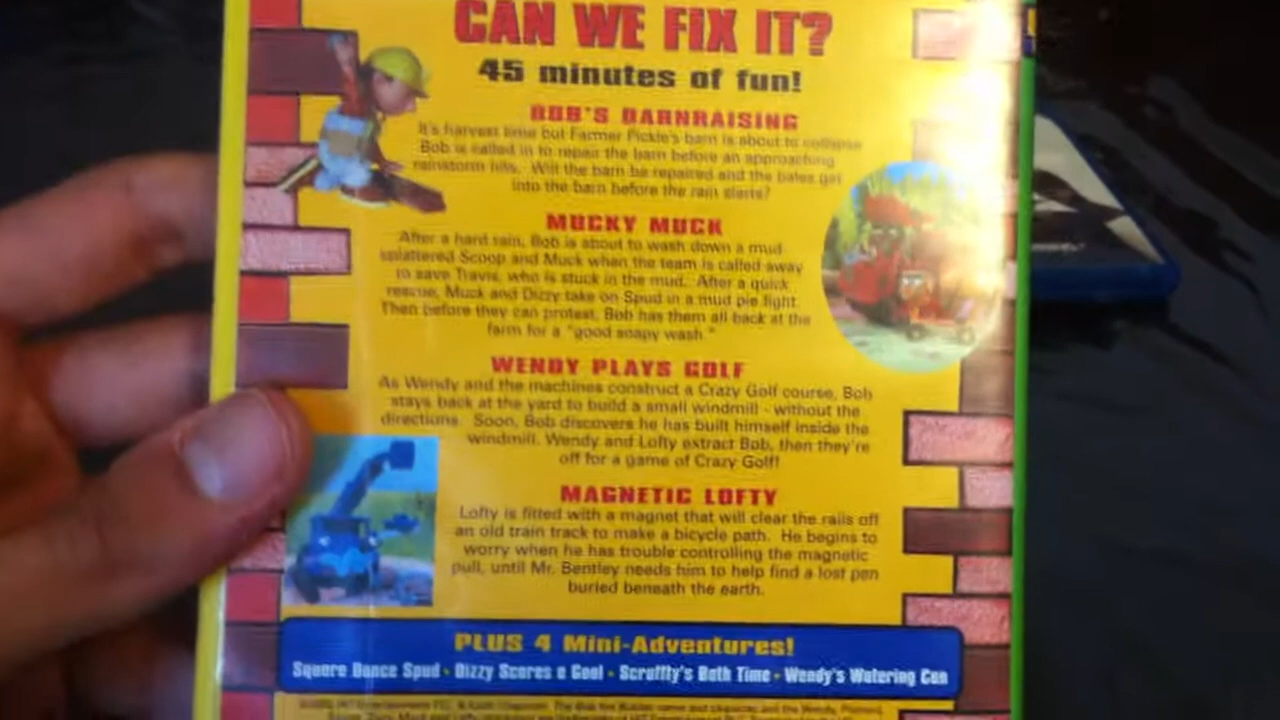 CAN WE FIX IT?
45 minutes of fun!
BOB'S BARNRAISING
It's harvest time but Farmer Pickle's barn is about to collapse
Bob is called in to repair the barn before an approaching
rainstorm hits. Will the barn be repaired and the bales get
into the barn before the rain starts?
MUCKY MUCK
After a hard rain, Bob is about to wash down a mud
splattered Scoop and Muck when the team is called away
to save Travis, who is stuck in the mud. After a quick
rescue, Muck and Dizzy take on Spud in a mud pie fight.
Then before they can protest, Bob has them all back at the
farm for a "good soapy wash."
WENDY PLAYS GOLF
As Wendy and the machines construct a Crazy Golf course, Bob
stays back at the yard to build a small windmill - without the
directions. Soon, Bob discovers he has built himself inside the
windmill. Wendy and Lofty extract Bob, then they're
off for a game of Crazy Golf!
MAGNETIC LOFTY
Lofty is fitted with a magnet that will clear the rails off
an old train track to make a bicycle path. He begins to
worry when he has trouble controlling the magnetic
pull, until Mr. Bentley needs him to help find a lost pen
buried beneath the earth.
PLUS 4 Mini-Adventures!
Square Dance Spud • Dizzy Scores a Goal • Scruffty's Bath Time • Wendy's Watering Can